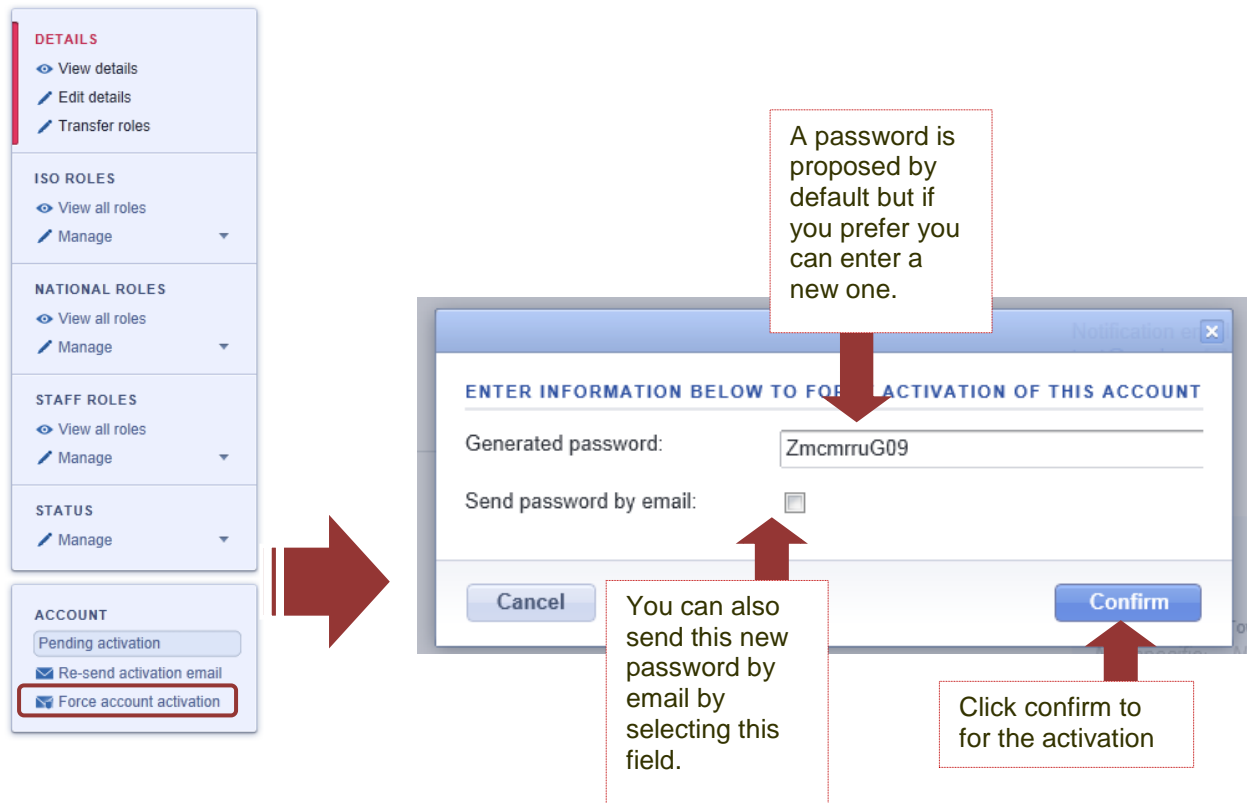 DETAILS
View details
Edit details
Transfer roles
ISO ROLES
View all roles
Manage
NATIONAL ROLES
View all roles
Manage
STAFF ROLES
View all roles
Manage
STATUS
Manage
ACCOUNT
Pending activation
Re-send activation email
Force account activation
A password is
proposed by
default but if
you prefer you
can enter a
new one.
Notification en
ENTER INFORMATION BELOW TO FOR ACTIVATION OF THIS ACCOUNT
Generated password:
ZmcmrruG09
Send password by email:
Cancel
Confirm
You can also
send this new
password by
email by
selecting this
field.
Click confirm to
for the activation